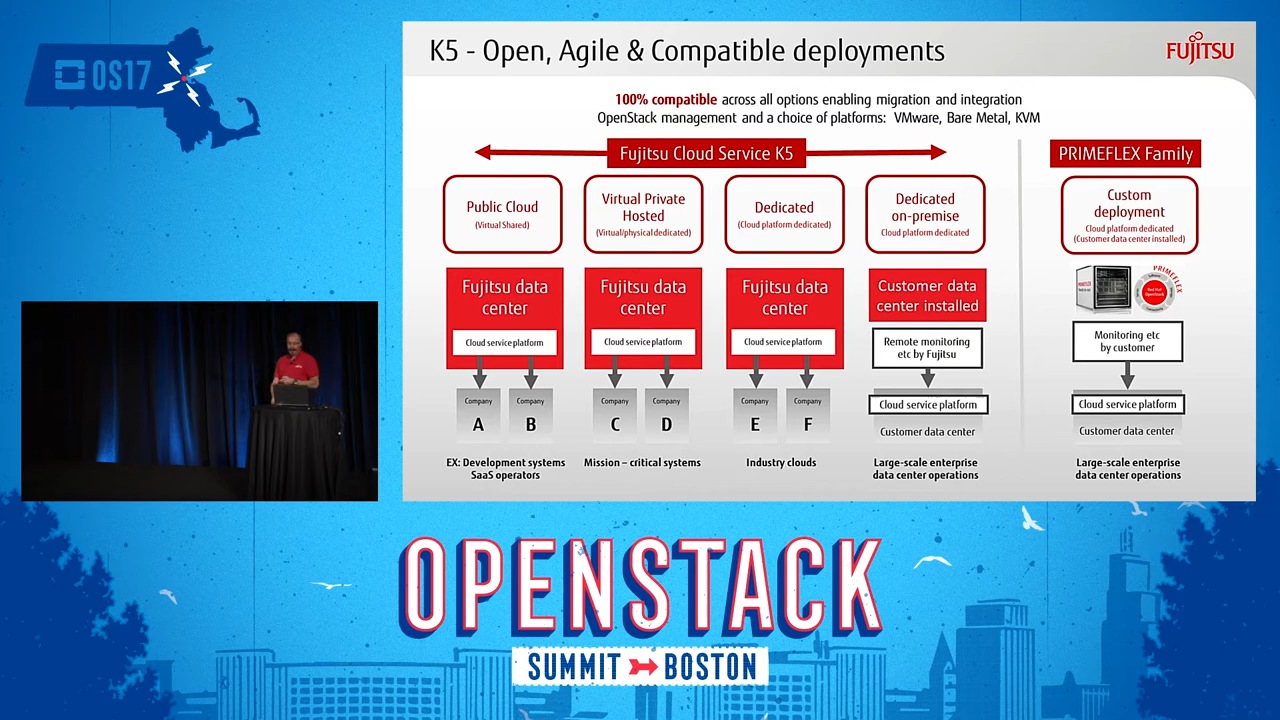 OS17
K5 - Open, Agile & Compatible deployments
FUJITSU
100% compatible across all options enabling migration and integration
OpenStack management and a choice of platforms: VMware, Bare Metal, KVM
Fujitsu Cloud Service K5
PRIMEFLEX Family
Public Cloud
(Virtual Shared)
Virtual Private
Hosted
(Virtual/physical dedicated)
Dedicated
(Cloud platform dedicated)
Dedicated
on-premise
Cloud platform dedicated
Custom
deployment
Cloud platform dedicated
(Customer data center installed)
Fujitsu data
center
Cloud service platform
Fujitsu data
center
Cloud service platform
Fujitsu data
center
Cloud service platform
Customer data
center installed
Remote monitoring
etc by Fujitsu
PRIMEFLEX
Red Hat
OpenStack
Monitoring etc
by customer
Company
A
Company
B
Company
C
Company
D
Company
E
Company
F
Cloud service platform
Customer data center
Cloud service platform
Customer data center
EX: Development systems
SaaS operators
Mission – critical systems
Industry clouds
Large-scale enterprise
data center operations
Large-scale enterprise
data center operations
OPENSTACK
SUMMIT BOSTON